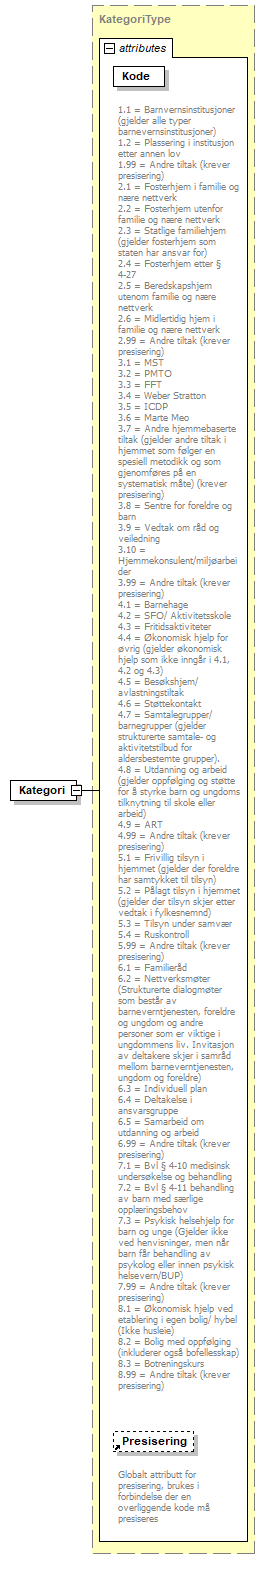 KategoriType
attributes
Kode
1.1 = Barnvernsinstitusjoner
(gjelder alle typer
barnevernsinstitusjoner)
1.2 = Plassering i institusjon
etter annen lov
1.99 = Andre tiltak (krever
presisering)
2.1 = Fosterhjem i familie og
nære nettverk
2.2 = Fosterhjem utenfor
familie og nære nettverk
2.3 = Statlige familiehjem
(gjelder fosterhjem som
staten har ansvar for)
2.4 = Fosterhjem etter §
4-27
2.5 = Beredskapshjem
utenom familie og nære
nettverk
2.6 = Midlertidig hjem i
familie og nære nettverk
2.99 = Andre tiltak (krever
presisering)
3.1 = MST
3.2 = PMTO
3.3 = FFT
3.4 = Weber Stratton
3.5 = ICDP
3.6 = Marte Meo
3.7 = Andre hjemmebaserte
tiltak (gjelder andre tiltak i
hjemmet som følger en
spesiell metodikk og som
gjenomføres på en
systematisk måte) (krever
presisering)
3.8 = Sentre for foreldre og
barn
3.9 = Vedtak om råd og
veiledning
3.10 =
Hjemmekonsulent/miljøarbei
der
3.99 = Andre tiltak (krever
presisering)
4.1 = Barnehage
4.2 = SFO/ Aktivitetsskole
4.3 = Fritidsaktiviteter
4.4 = Økonomisk hjelp for
øvrig (gjelder økonomisk
hjelp som ikke inngår i 4.1,
4.2 og 4.3)
4.5 = Besøkshjem/
avlastningstiltak
4.6 = Støttekontakt
4.7 = Samtalegrupper/
barnegrupper (gjelder
strukturerte samtale- og
aktivitetstilbud for
aldersbestemte grupper).
4.8 = Utdanning og arbeid
(gjelder oppfølging og støtte
for å styrke barn og ungdoms
tilknytning til skole eller
arbeid)
4.9 = ART
4.99 = Andre tiltak (krever
presisering)
5.1 = Frivillig tilsyn i
hjemmet (gjelder der foreldre
har samtykket til tilsyn)
5.2 = Pålagt tilsyn i hjemmet
(gjelder der tilsyn skjer etter
vedtak i fylkesnemnd)
5.3 = Tilsyn under samvær
5.4 = Ruskontroll
5.99 = Andre tiltak (krever
presisering)
6.1 = Familieråd
6.2 = Nettverksmøter
(Strukturerte dialogmøter
som består av
barneverntjenesten, foreldre
og ungdom og andre
personer som er viktige i
ungdommens liv. Invitasjon
av deltakere skjer i samråd
mellom barneverntjenesten,
ungdom og foreldre)
6.3 = Individuell plan
6.4 = Deltakelse i
ansvarsgruppe
6.5 = Samarbeid om
utdanning og arbeid
6.99 = Andre tiltak (krever
presisering)
7.1 = Bvl § 4-10 medisinsk
undersøkelse og behandling
7.2 = Bvl § 4-11 behandling
av barn med særlige
opplæringsbehov
7.3 = Psykisk helsehjelp for
barn og unge (Gjelder ikke
ved henvisninger, men når
barn får behandling av
psykolog eller innen psykisk
helsevern/BUP)
7.99 = Andre tiltak (krever
presisering)
8.1 = Økonomisk hjelp ved
etablering i egen bolig/ hybel
(Ikke husleie)
8.2 = Bolig med oppfølging
(inkluderer også bofellesskap)
8.3 = Botreningskurs
8.99 = Andre tiltak (krever
presisering)
Kategori
Presisering
Globalt attributt for
presisering, brukes i
forbindelse der en
overliggende kode må
presiseres